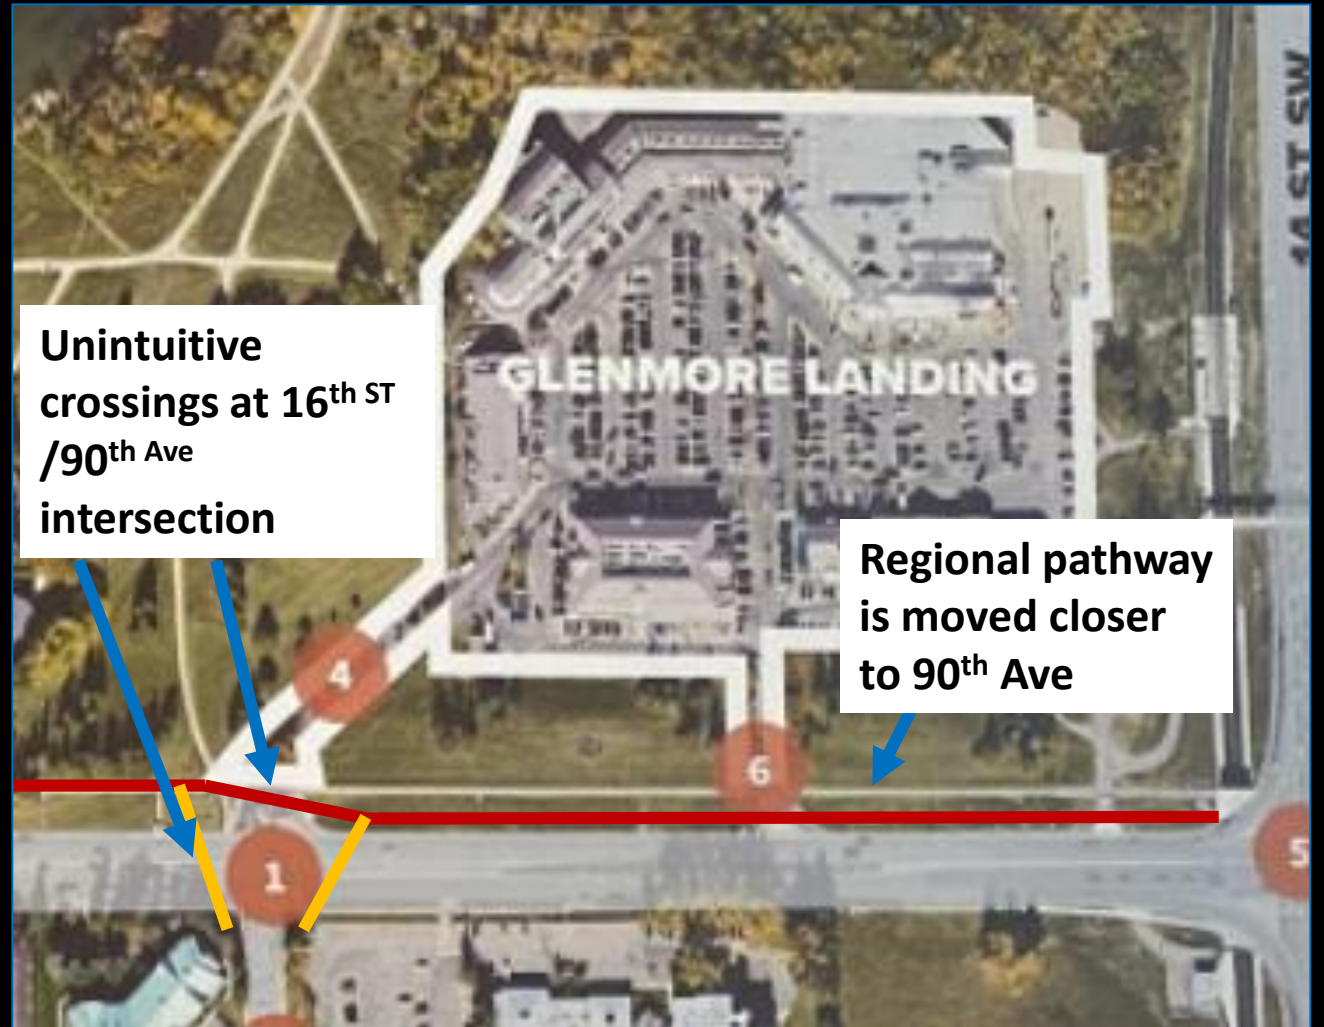 14 ST SW
Unintuitive
crossings at 16th ST
/90th Ave
intersection
GLENMORE LANDING
Regional pathway
is moved closer
to 90th Ave
4
6
1
5